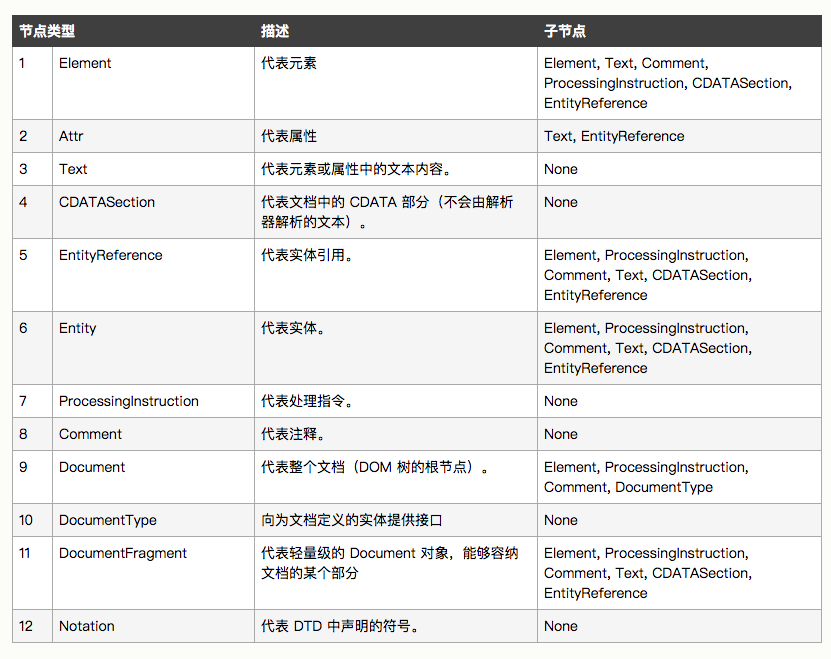 节点类型 描述 子节点
1 Element 代表元素 Element, Text, Comment,
ProcessingInstruction, CDATASection,
EntityReference
2 Attr 代表属性 Text, EntityReference
3 Text 代表元素或属性中的文本内容。 None
4 CDATASection 代表文档中的 CDATA 部分（不会由解析 None
器解析的文本）。
5 EntityReference 代表实体引用。 Element, ProcessingInstruction,
Comment, Text, CDATASection,
EntityReference
6 Entity 代表实体。 Element, ProcessingInstruction,
Comment, Text, CDATASection,
EntityReference
7 ProcessingInstruction 代表处理指令。 None
8 Comment 代表注释。 None
9 Document 代表整个文档（DOM 树的根节点）。 Element, ProcessingInstruction,
Comment, DocumentType
10 DocumentType 向为文档定义的实体提供接口 None
11 DocumentFragment 代表轻量级的 Document 对象，能够容纳 Element, ProcessingInstruction,
文档的某个部分 Comment, Text, CDATASection,
EntityReference
12 Notation 代表 DTD 中声明的符号。 None